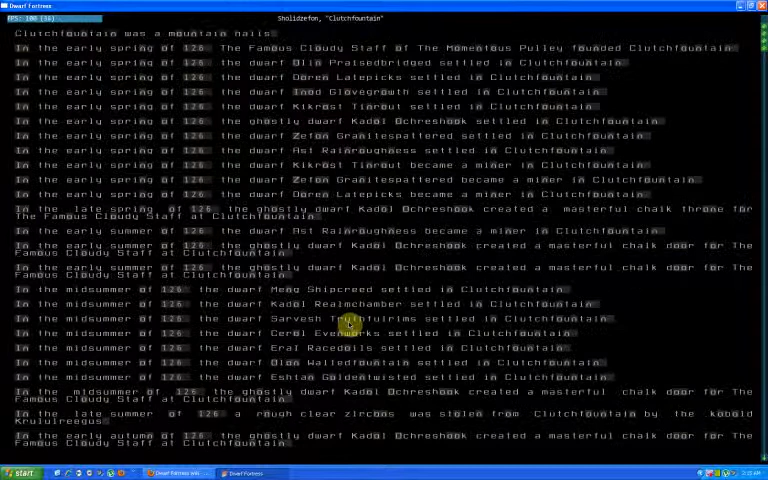 Dwarf Fortress
FPS: 100 (36)
Sholidzefon, "Clutchfountain"
Clutchfountain was a mountain halls.
In the early spring of 126, The Famous Cloudy Staff of The Momentous Pulley founded Clutchfountain.
In the early spring of 126, the dwarf Olin Praisedbridged settled in Clutchfountain.
In the early spring of 126, the dwarf Doren Latepicks settled in Clutchfountain.
In the early spring of 126, the dwarf Inod Glovegrowth settled in Clutchfountain.
In the early spring of 126, the dwarf Kikrost Tinrout settled in Clutchfountain.
In the early spring of 126, the ghostly dwarf Kadol Ochreshook settled in Clutchfountain.
In the early spring of 126, the dwarf Zefon Granitespattered settled in Clutchfountain.
In the early spring of 126, the dwarf Ast Rainroughness settled in Clutchfountain.
In the early spring of 126, the dwarf Kikrost Tinrout became a miner in Clutchfountain.
In the early spring of 126, the dwarf Zefon Granitespattered became a miner in Clutchfountain.
In the early spring of 126, the dwarf Doren Latepicks became a miner in Clutchfountain.
In the late spring of 126, the ghostly dwarf Kadol Ochreshook created a masterful chalk throne for
The Famous Cloudy Staff at Clutchfountain.
In the early summer of 126, the dwarf Ast Rainroughness became a miner in Clutchfountain.
In the early summer of 126, the ghostly dwarf Kadol Ochreshook created a masterful chalk door for The
Famous Cloudy Staff at Clutchfountain.
In the early summer of 126, the ghostly dwarf Kadol Ochreshook created a masterful chalk door for The
Famous Cloudy Staff at Clutchfountain.
In the midsummer of 126, the dwarf Meng Shipcreed settled in Clutchfountain.
In the midsummer of 126, the dwarf Kadol Realmchamber settled in Clutchfountain.
In the midsummer of 126, the dwarf Sarvesh Truthfulrims settled in Clutchfountain.
In the midsummer of 126, the dwarf Cerol Evenworks settled in Clutchfountain.
In the midsummer of 126, the dwarf Eral Racedoils settled in Clutchfountain.
In the midsummer of 126, the dwarf Olon Walledfountain settled in Clutchfountain.
In the midsummer of 126, the dwarf Eshtan Goldentwisted settled in Clutchfountain.
In the midsummer of 126, the ghostly dwarf Kadol Ochreshook created a masterful chalk door for The
Famous Cloudy Staff at Clutchfountain.
In the late summer of 126, a rough clear zircons was stolen from Clutchfountain by the kobold
Krululreegus.
In the early autumn of 126, the ghostly dwarf Kadol Ochreshook created a masterful chalk door for The
Famous Cloudy Staff at Clutchfountain.
start
Dwarf Fortress